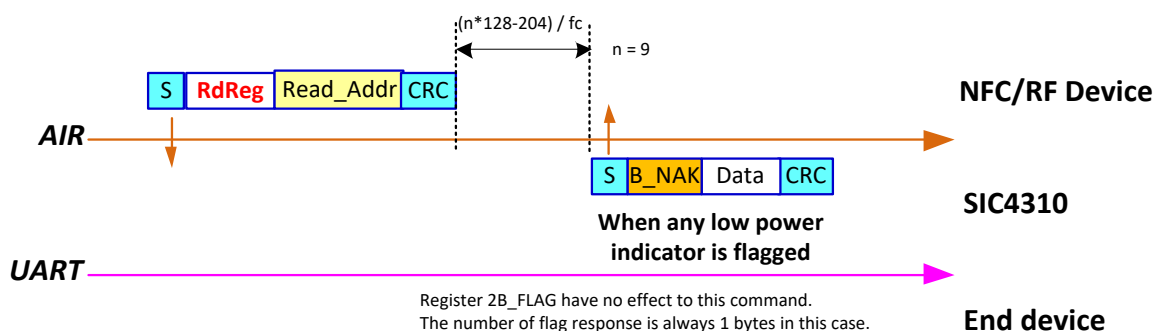 (n*128-204) / fc
n = 9
S RdReg Read_Addr CRC
NFC/RF Device
AIR
S B_NAK Data CRC
SIC4310
When any low power
indicator is flagged
UART
Register 2B_FLAG have no effect to this command.
The number of flag response is always 1 bytes in this case.
End device